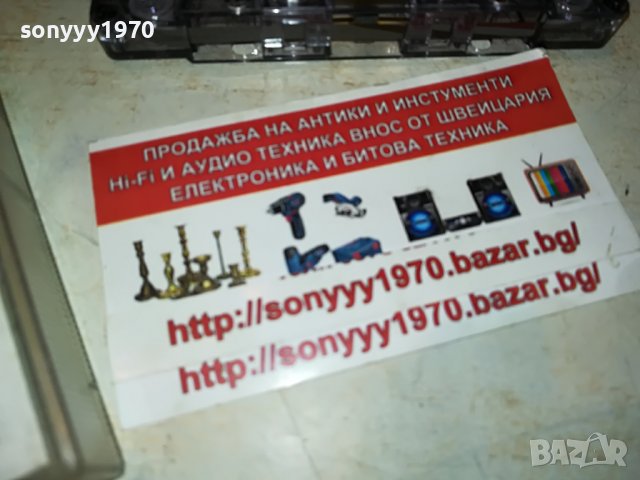 sonyyy1970
ПРОДАЖБА НА АНТИКИ И ИНСТУМЕНТИ
Hi-Fi И АУДИО ТЕХНИКА ВНОС ОТ ШВЕИЦАРИЯ
ЕЛЕКТРОНИКА И БИТОВА ТЕХНИКА
http://sonyyy1970.bazar.bg/
http://sonyyy1970.bazar.bg/
BAZAR